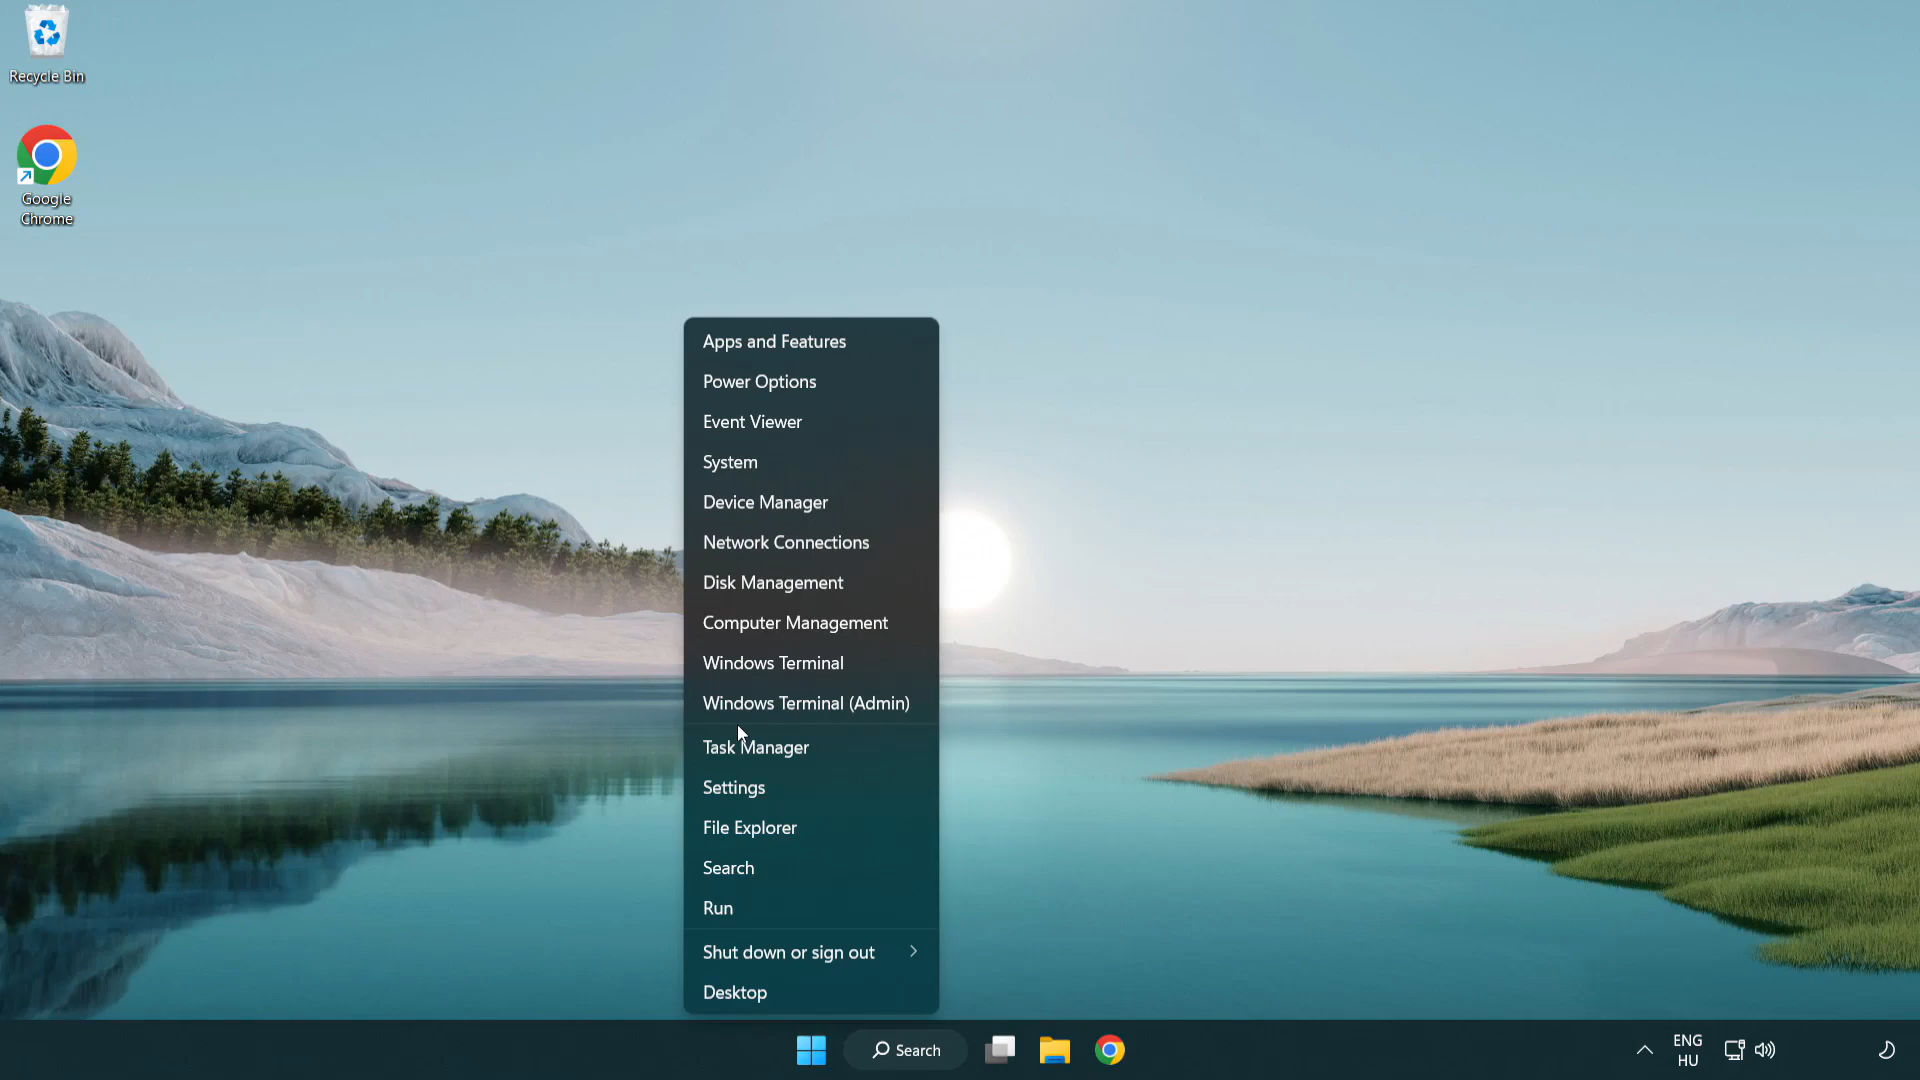 Recycle Bin
Google
Chrome
Apps and Features
Power Options
Event Viewer
System
Device Manager
Network Connections
Disk Management
Computer Management
Windows Terminal
Windows Terminal (Admin)
Task Manager
Settings
File Explorer
Search
Run
Shut down or sign out
Desktop
Search
ENG
HU